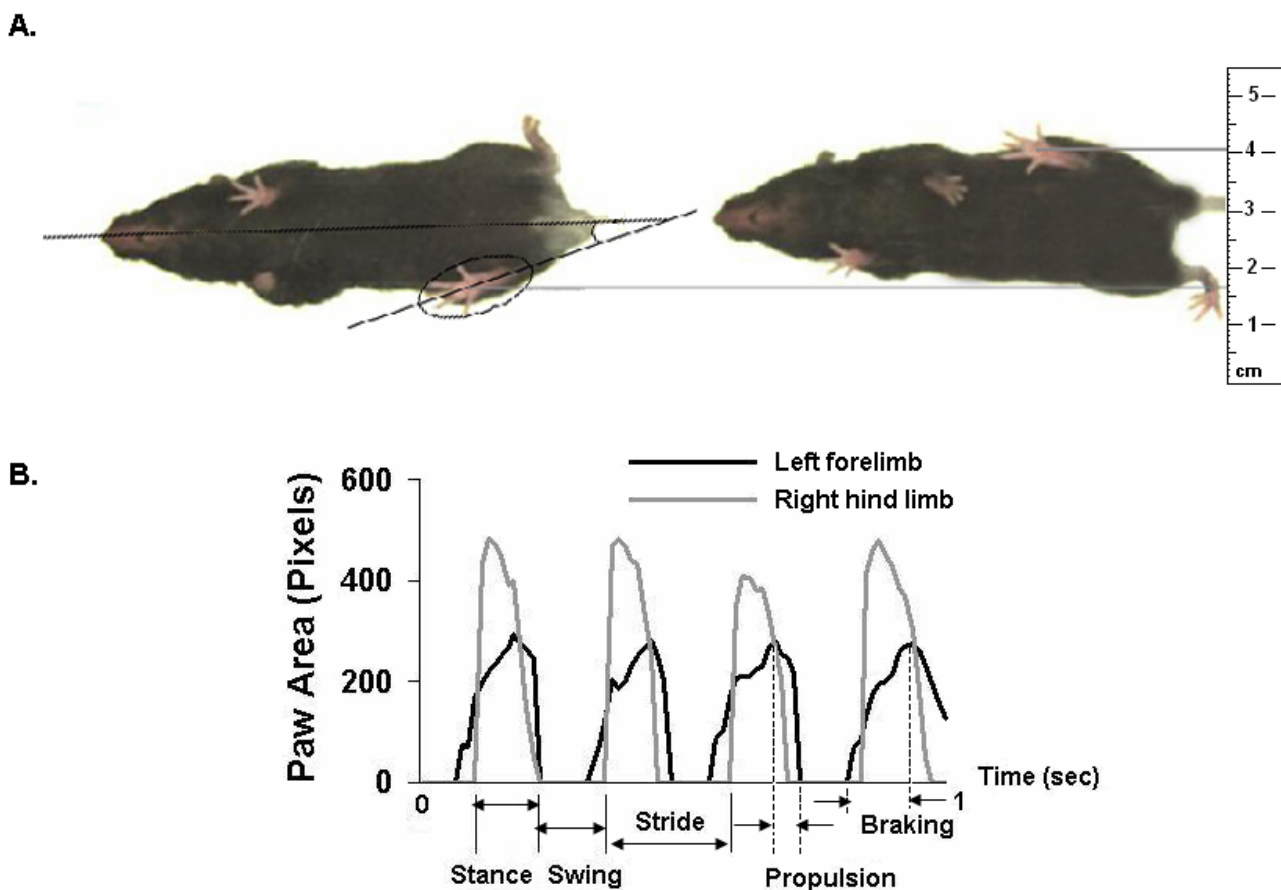 A.
5
4
3
2
1
cm
B.
Left forelimb
Right hind limb
Paw Area (Pixels)
600
400
200
0
0
1
Time (sec)
Stride
Braking
Stance
Swing
Propulsion